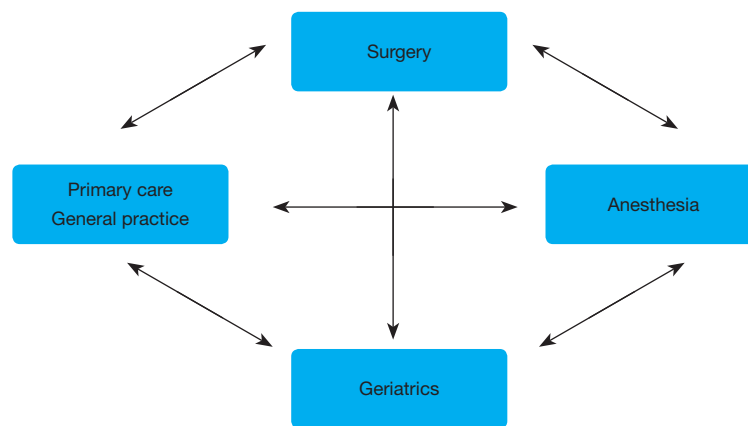 Surgery
Primary care
General practice
Anesthesia
Geriatrics